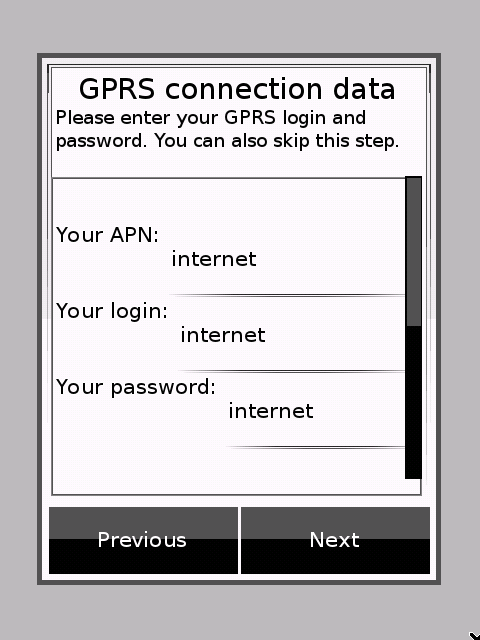 GPRS connection data
Please enter your GPRS login and
password. You can also skip this step.
Your APN:
internet
Your login:
internet
Your password:
internet
Previous
Next